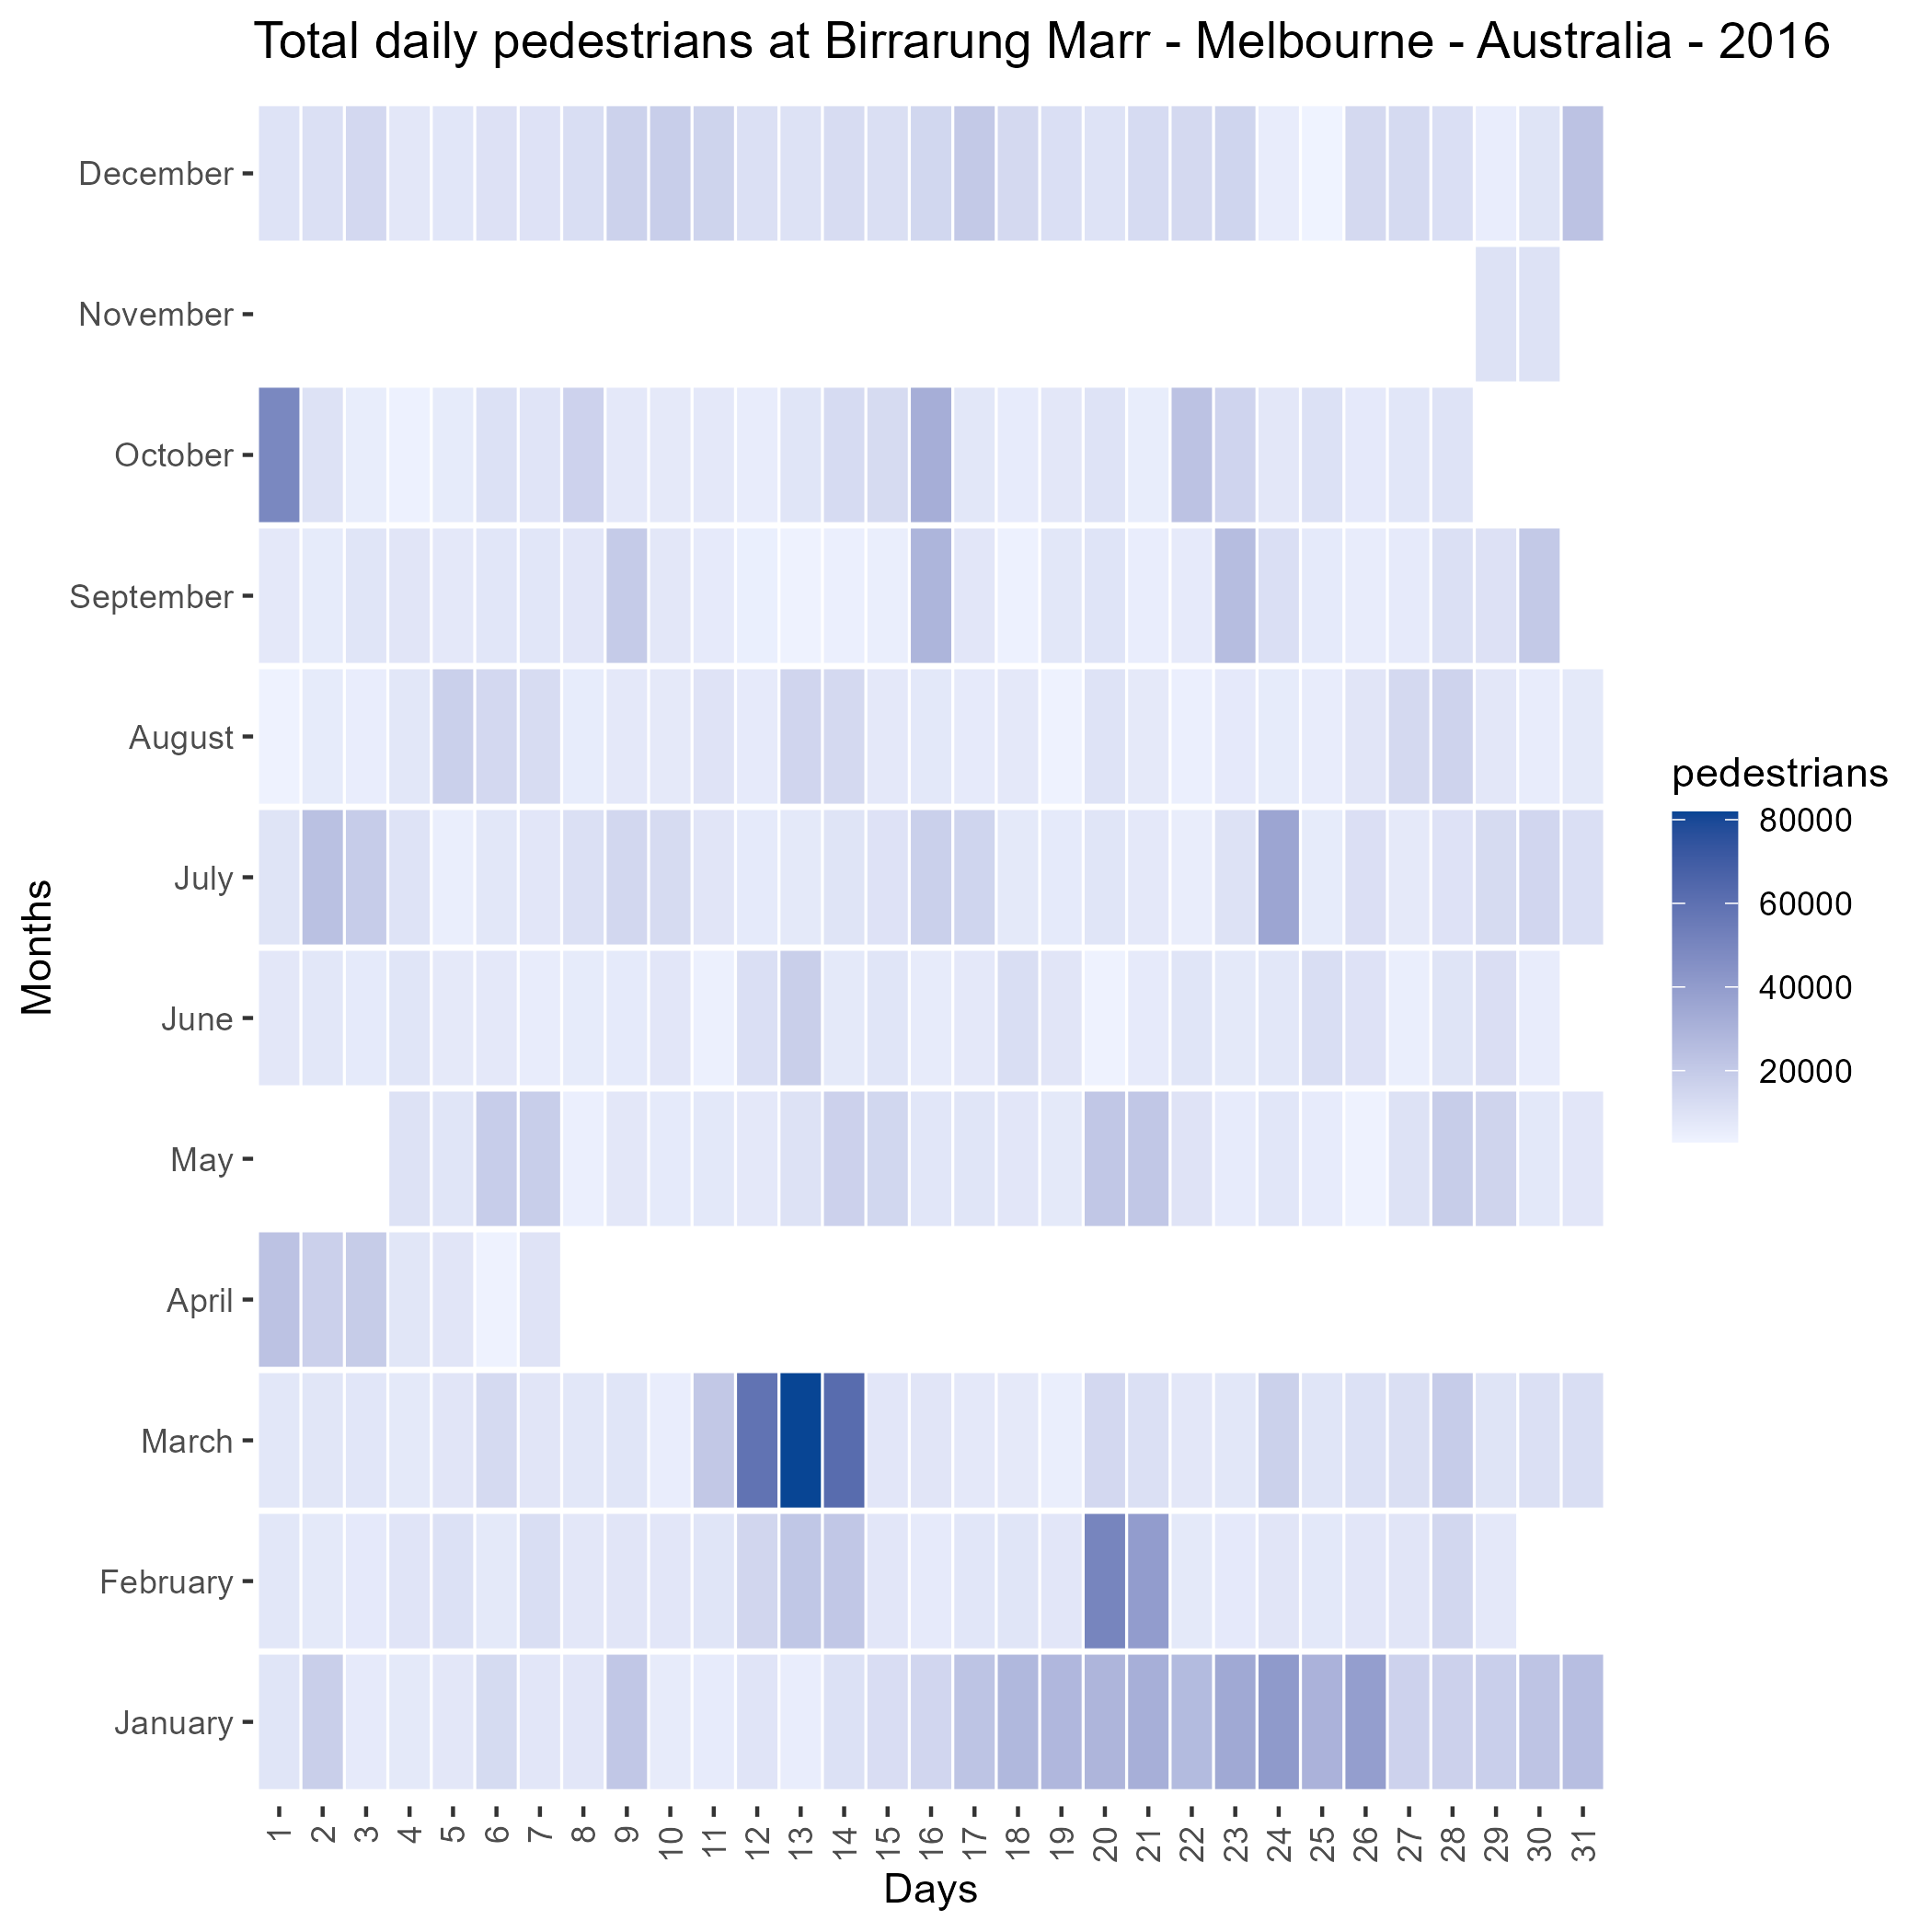 Total daily pedestrians at Birrarung Marr - Melbourne - Australia - 2016
December
November
October
September
August
July
June
May
April
March
February
January
Months
1 2 3 4 5 6 7 8 9 10 11 12 13 14 15 16 17 18 19 20 21 22 23 24 25 26 27 28 29 30 31
Days
pedestrians
80000
60000
40000
20000